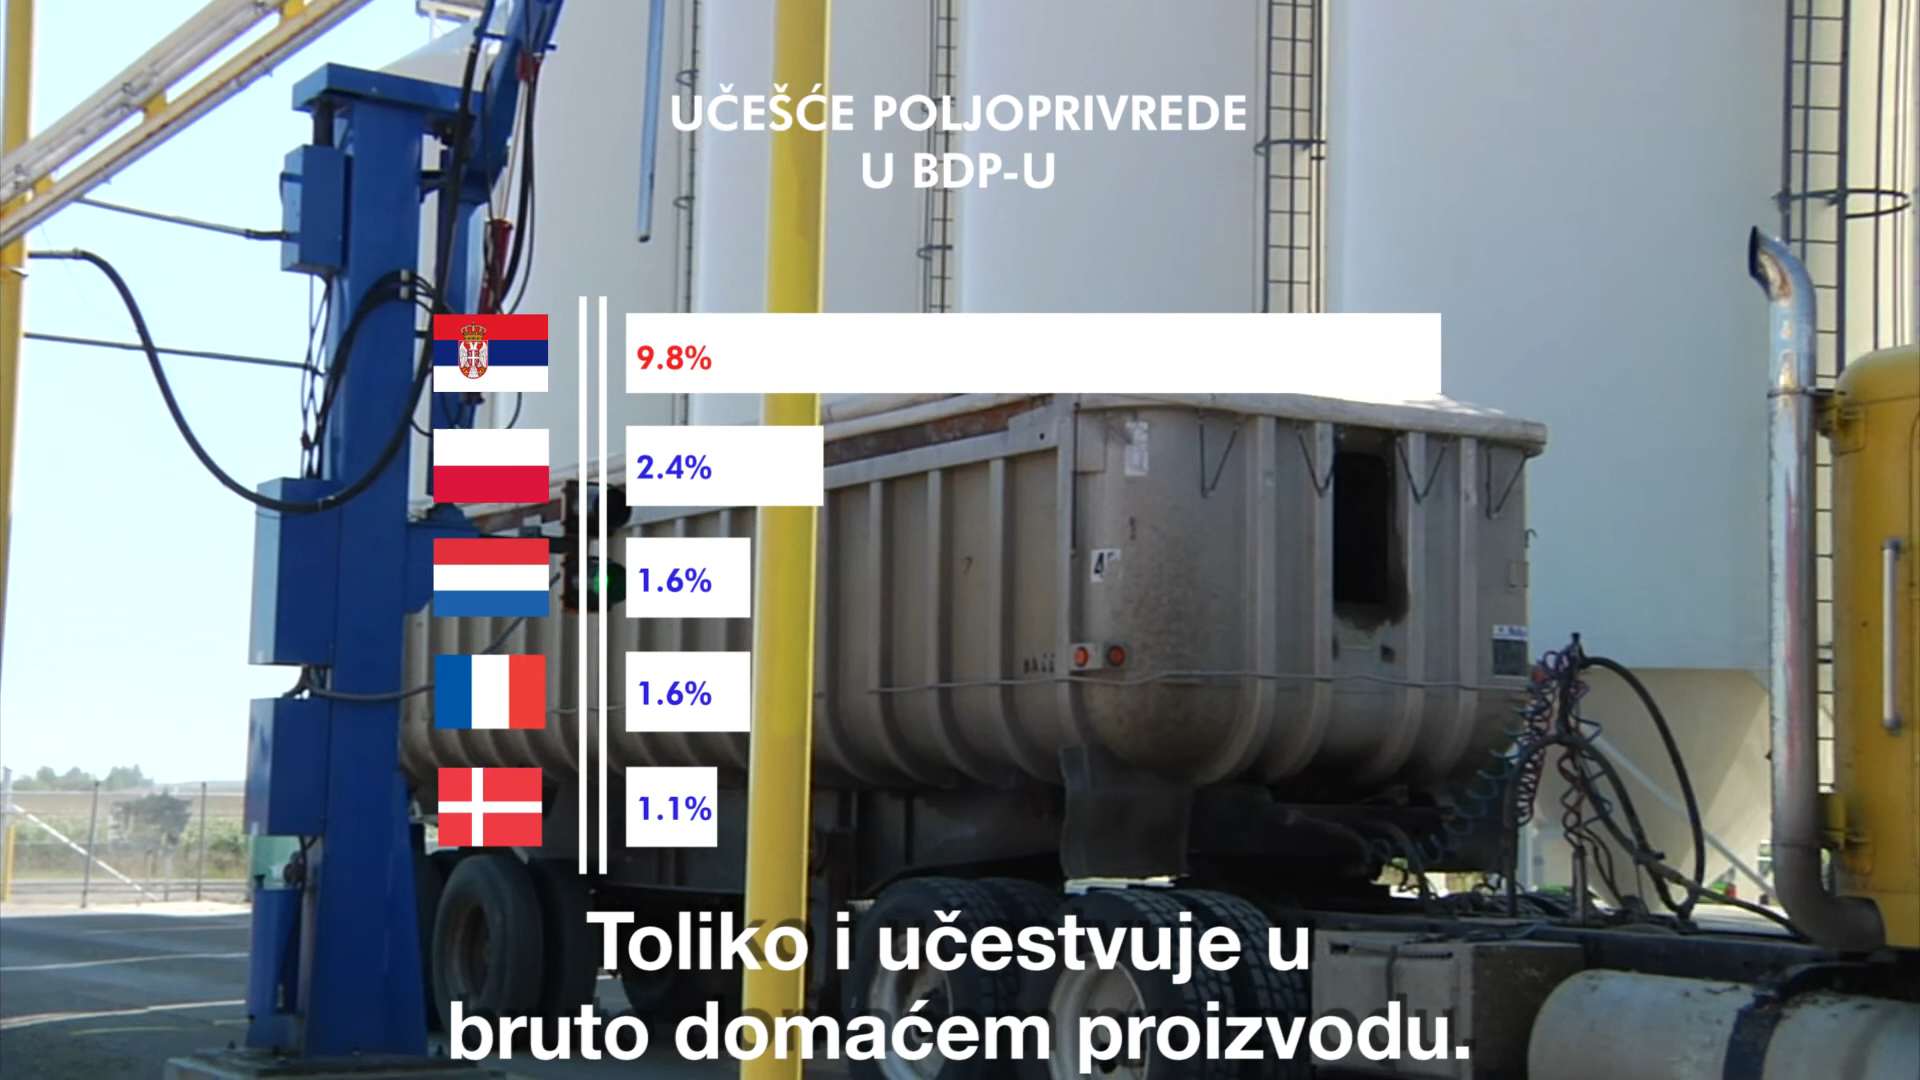 UČEŠĆE POLJOPRIVREDE
U BDP-U
9.8%
2.4%
1.6%
1.6%
1.1%
Toliko i učestvuje u
bruto domaćem proizvodu.